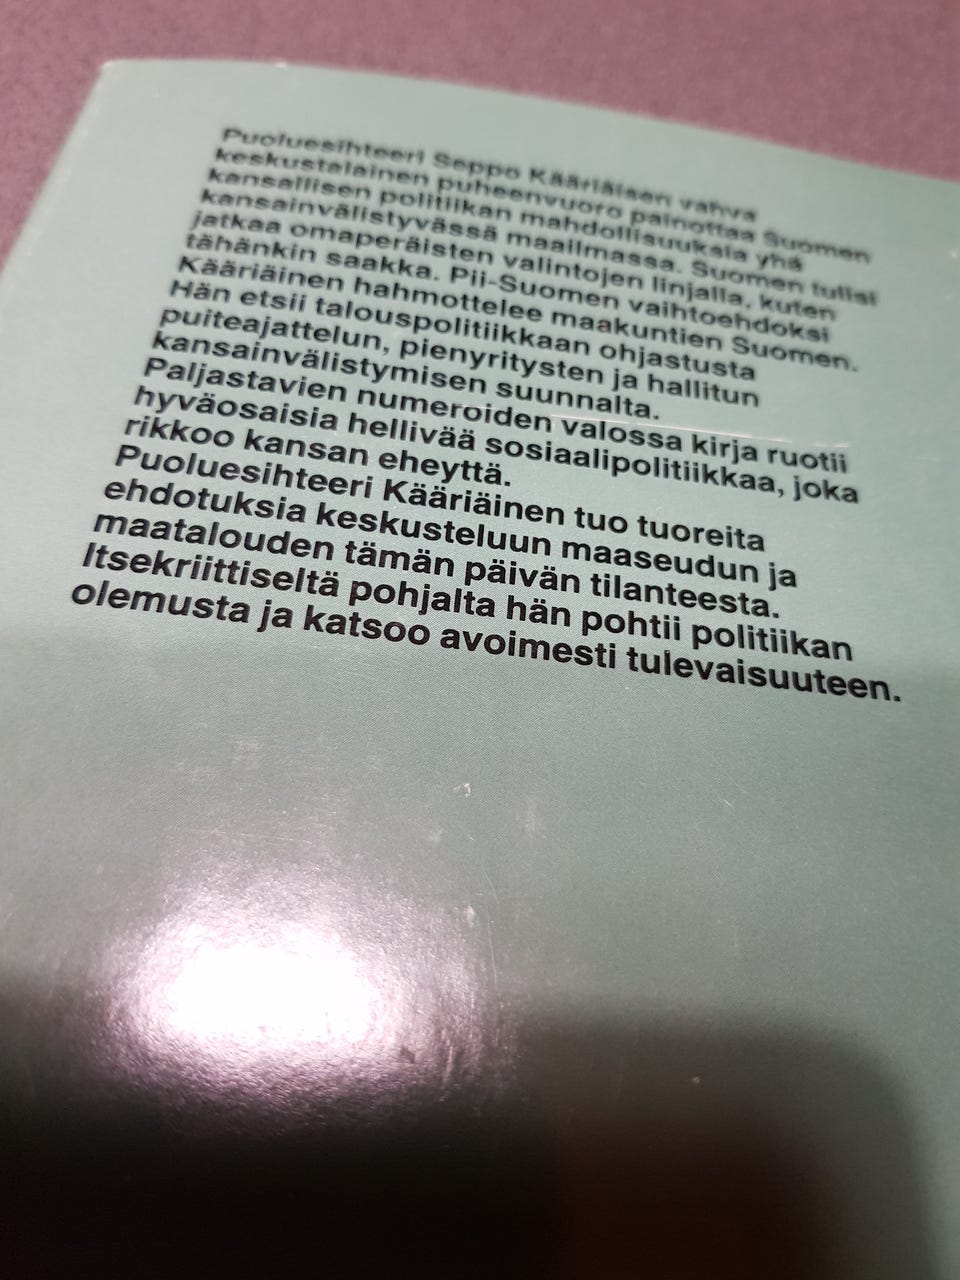 Puoluesihteeri Seppo Kääriäisen vahva
keskustalainen puheenvuoro painottaa Suomen
kansallisen politiikan mahdollisuuksia yhä
kansainvälistyvässä maailmassa. Suomen tulisi
jatkaa omaperäisten valintojen linjalla, kuten
tähänkin saakka. Pii-Suomen vaihtoehdoksi
Kääriäinen hahmottelee maakuntien Suomen.
Hän etsii talouspolitiikkaan ohjastusta
puiteajattelun, pienyritysten ja hallitun
kansainvälistymisen suunnalta.
Paljastavien numeroiden valossa kirja ruotii
hyväosaisia hellivää sosiaalipolitiikkaa, joka
rikkoo kansan eheyttä.
Puoluesihteeri Kääriäinen tuo tuoreita
ehdotuksia keskusteluun maaseudun ja
maatalouden tämän päivän tilanteesta.
Itsekriittiseltä pohjalta hän pohtii politiikan
olemusta ja katsoo avoimesti tulevaisuuteen.